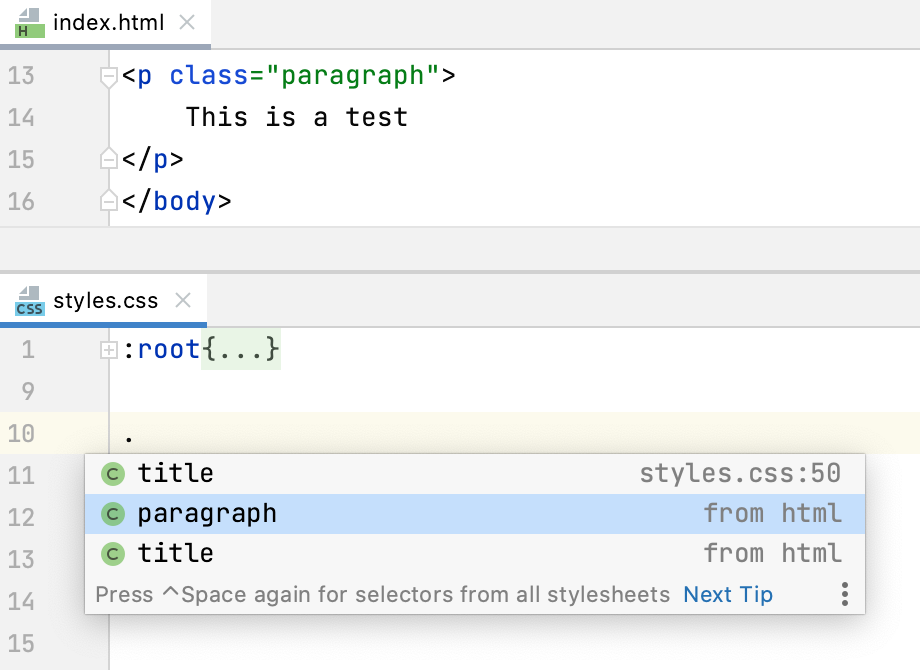 H index.html
13 <p class="paragraph">
14 This is a test
15 </p>
16 </body>
CSS styles.css
1 :root{...}
9
10 .
11
C title styles.css:50
12 C paragraph from html
13 C title from html
14 Press ^Space again for selectors from all stylesheets Next Tip
15